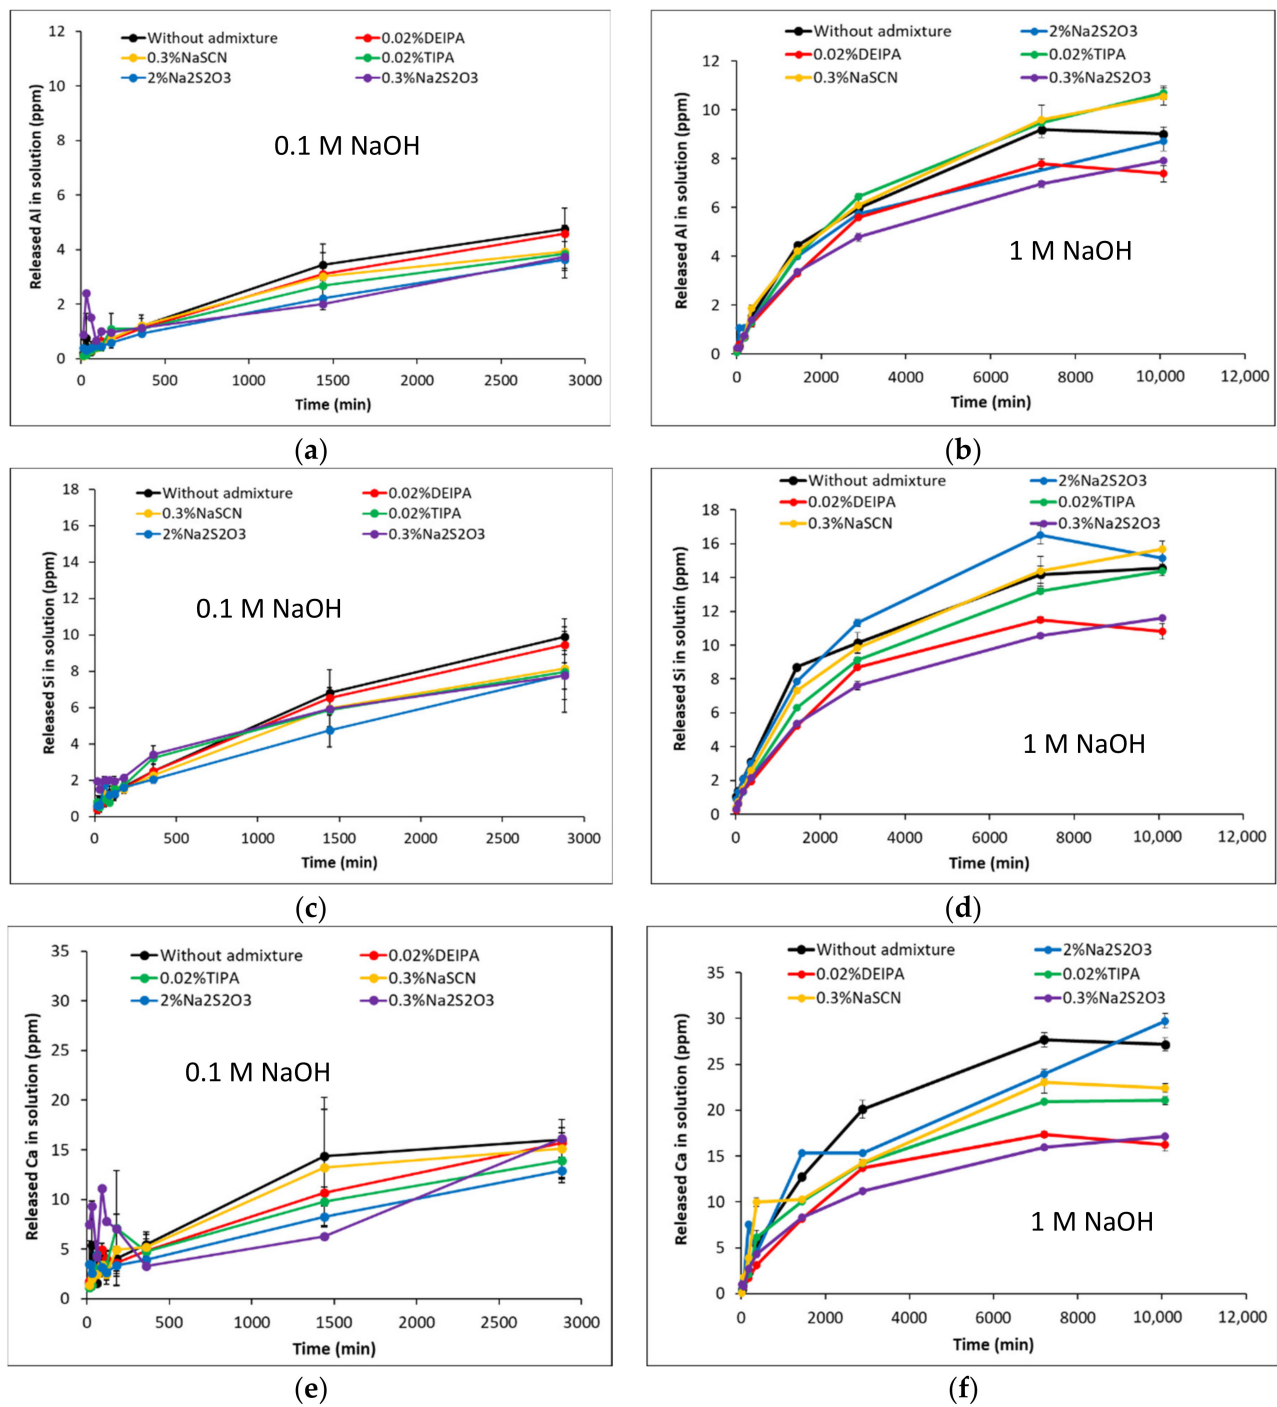 Without admixture 0.02%DEIPA
0.3%NaSCN 0.02%TIPA
2%Na2S2O3 0.3%Na2S2O3
0.1 M NaOH
Released Al in solution (ppm)
12
10
8
6
4
2
0
0 500 1000 1500 2000 2500 3000
Time (min)
(a)
Without admixture 2%Na2S2O3
0.02%DEIPA 0.02%TIPA
0.3%NaSCN 0.3%Na2S2O3
1 M NaOH
Released Al in solution (ppm)
12
10
8
6
4
2
0
0 2000 4000 6000 8000 10,000 12,000
Time (min)
(b)
Without admixture 0.02%DEIPA
0.3%NaSCN 0.02%TIPA
2%Na2S2O3 0.3%Na2S2O3
0.1 M NaOH
Released Si in solution (ppm)
18
16
14
12
10
8
6
4
2
0
0 500 1000 1500 2000 2500 3000
Time (min)
(c)
Without admixture 2%Na2S2O3
0.02%DEIPA 0.02%TIPA
0.3%NaSCN 0.3%Na2S2O3
1 M NaOH
Released Si in solutin (ppm)
18
16
14
12
10
8
6
4
2
0
0 2000 4000 6000 8000 10,000 12,000
Time (min)
(d)
Without admixture 0.02%DEIPA
0.02%TIPA 0.3%NaSCN
2%Na2S2O3 0.3%Na2S2O3
0.1 M NaOH
Released Ca in solution (ppm)
35
30
25
20
15
10
5
0
0 500 1000 1500 2000 2500 3000
Time (min)
(e)
Without admixture 2%Na2S2O3
0.02%DEIPA 0.02%TIPA
0.3%NaSCN 0.3%Na2S2O3
1 M NaOH
Released Ca in solution (ppm)
35
30
25
20
15
10
5
0
0 2000 4000 6000 8000 10,000 12,000
Time (min)
(f)